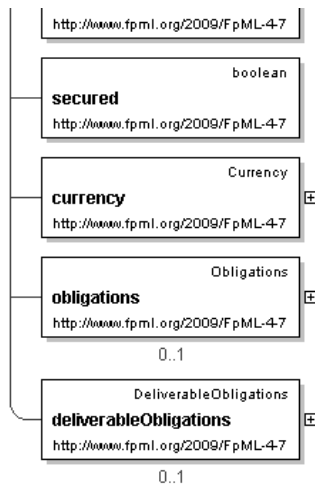 http://www.fpml.org/2009/FpML-4-7
boolean
secured
http://www.fpml.org/2009/FpML-4-7
Currency
currency
http://www.fpml.org/2009/FpML-4-7
Obligations
obligations
http://www.fpml.org/2009/FpML-4-7
0..1
DeliverableObligations
deliverableObligations
http://www.fpml.org/2009/FpML-4-7
0..1